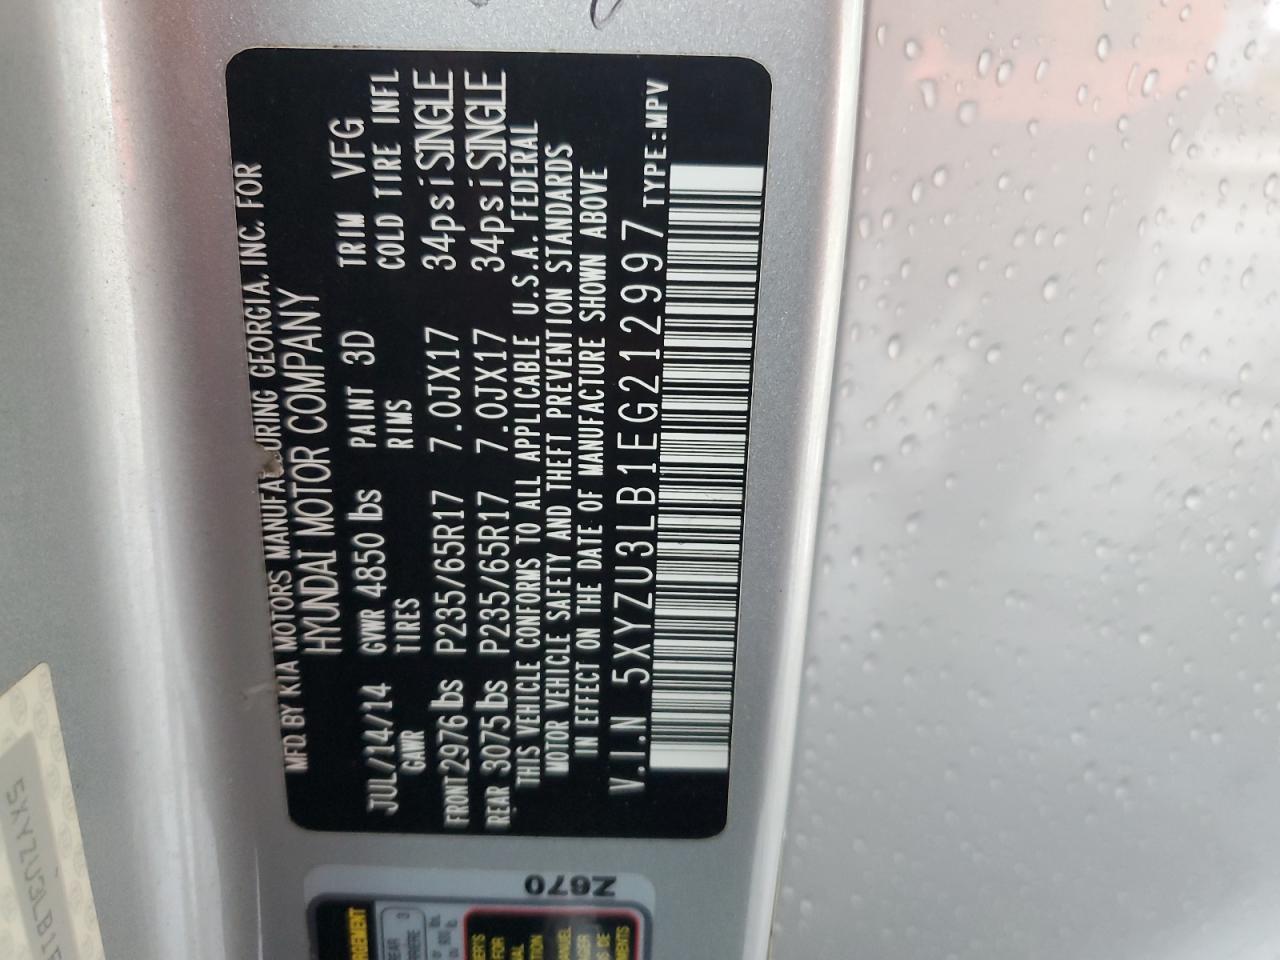 MFD. BY KIA MOTORS MANUFACTURING GEORGIA. INC. FOR
HYUNDAI MOTOR COMPANY
JUL/14/14 GVWR 4850 lbs PAINT 3D TRIM VFG
GAWR TIRES RIMS COLD TIRE INFL
FRONT 2976 lbs P235/65R17 7.0JX17 34psi SINGLE
REAR 3075 lbs P235/65R17 7.0JX17 34psi SINGLE
THIS VEHICLE CONFORMS TO ALL APPLICABLE U.S.A. FEDERAL
MOTOR VEHICLE SAFETY AND THEFT PREVENTION STANDARDS
IN EFFECT ON THE DATE OF MANUFACTURE SHOWN ABOVE
V.I.N 5XYZU3LB1EG212997 TYPE:MPV
Z670
5XYZU3LB1E